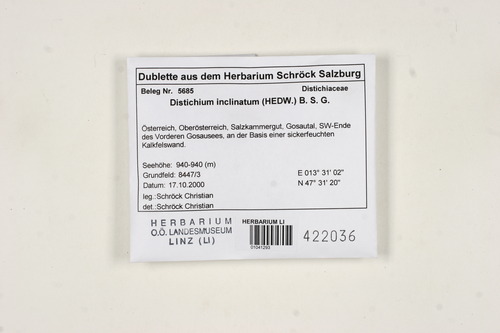 Dublette aus dem Herbarium Schröck Salzburg
Beleg Nr. 5685 Distichiaceae
Distichium inclinatum (HEDW.) B. S. G.
Österreich, Oberösterreich, Salzkammergut, Gosautal, SW-Ende
des Vorderen Gosausees, an der Basis einer sickerfeuchten
Kalkfelswand.
Seehöhe: 940-940 (m)
Grundfeld: 8447/3 E 013° 31' 02"
Datum: 17.10.2000 N 47° 31' 20"
leg.:Schröck Christian
det.:Schröck Christian
HERBARIUM
O.Ö. LANDESMUSEUM
LINZ (LI)
HERBARIUM LI
01041293
422036